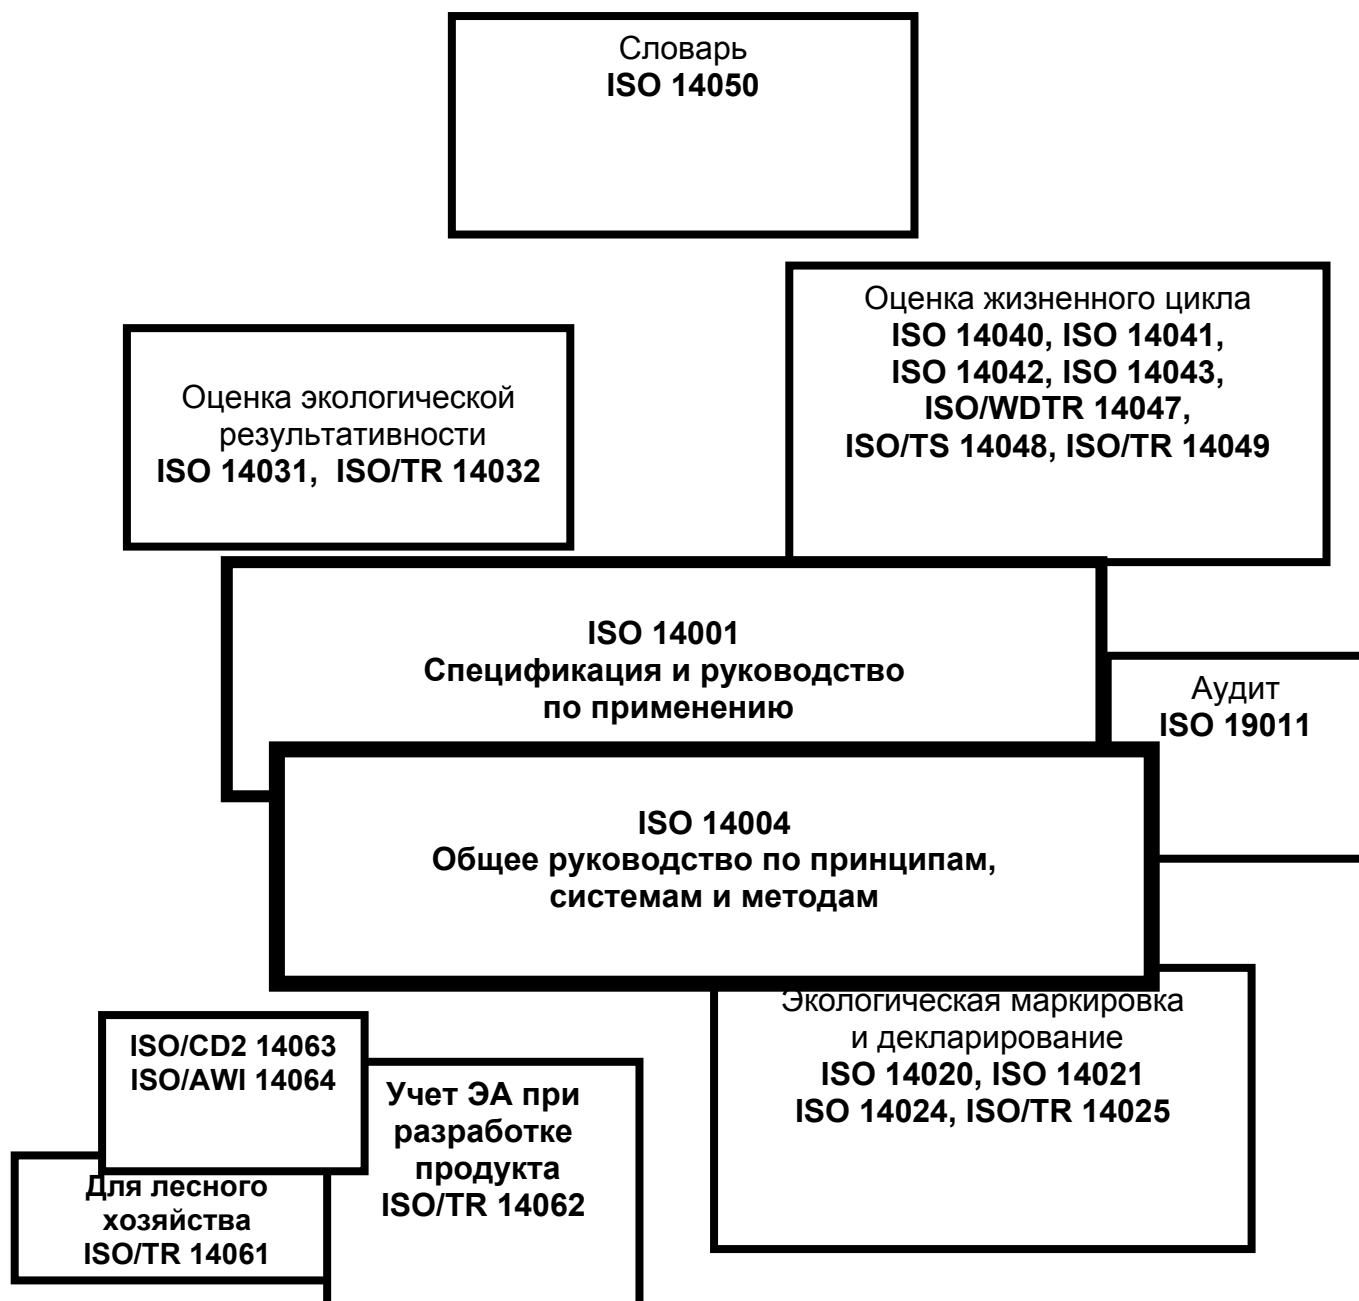 Словарь
ISO 14050
Оценка жизненного цикла
ISO 14040, ISO 14041,
ISO 14042, ISO 14043,
ISO/WDTR 14047,
ISO/TS 14048, ISO/TR 14049
Оценка экологической
результативности
ISO 14031, ISO/TR 14032
ISO 14001
Спецификация и руководство
по применению
Аудит
ISO 19011
ISO 14004
Общее руководство по принципам,
системам и методам
Экологическая маркировка
и декларирование
ISO 14020, ISO 14021
ISO 14024, ISO/TR 14025
ISO/CD2 14063
ISO/AWI 14064
Учет ЭА при
разработке
продукта
ISO/TR 14062
Для лесного
хозяйства
ISO/TR 14061